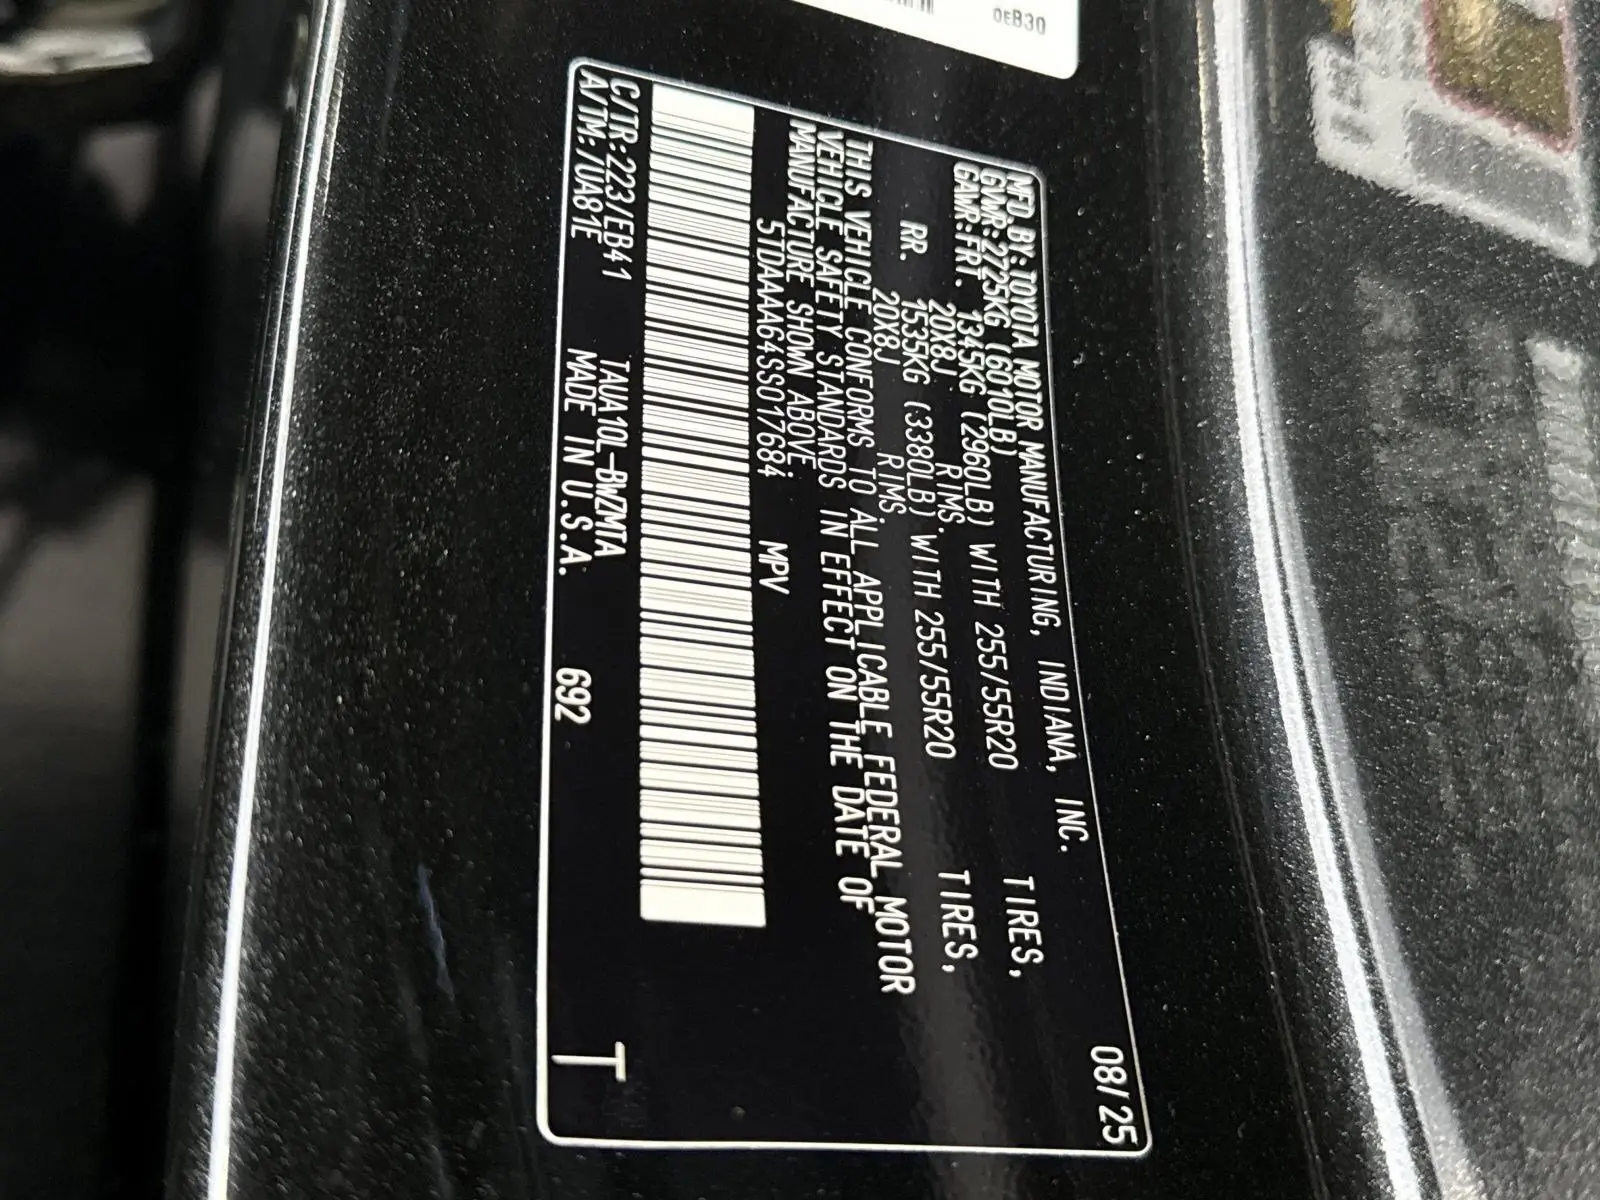 0EB30
MFD.BY:TOYOTA MOTOR MANUFACTURING, INDIANA, INC. 08/25
GVWR:2725KG (6010LB)
GAWR:FRT. 1345KG (2960LB) WITH 255/55R20 TIRES,
20X8J RIMS.
RR. 1535KG (3380LB) WITH 255/55R20 TIRES,
20X8J RIMS.
THIS VEHICLE CONFORMS TO ALL APPLICABLE FEDERAL MOTOR
VEHICLE SAFETY STANDARDS IN EFFECT ON THE DATE OF
MANUFACTURE SHOWN ABOVE.
5TDAAAA64SS017684 MPV
C/TR:223/EB41 TAUA10L-BWZMTA T
A/TM:/UA81E MADE IN U.S.A. 692